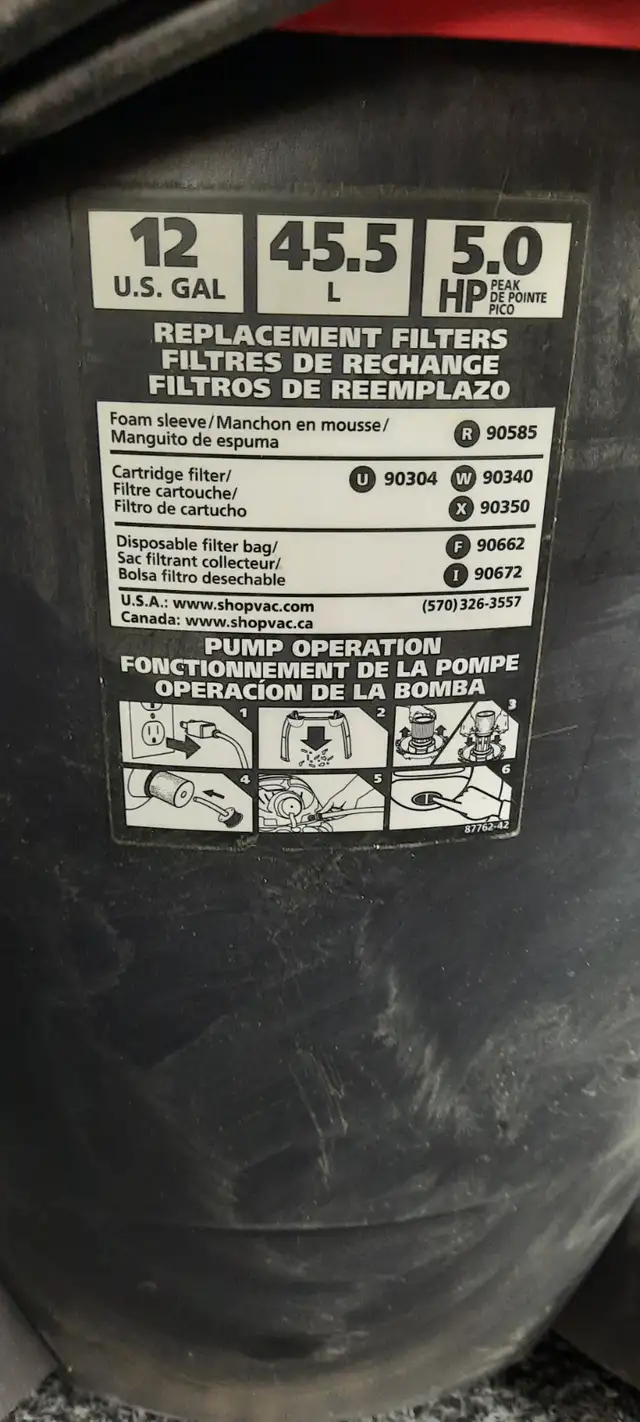 12
U.S. GAL
45.5
L
5.0
HP PEAK
DE POINTE
PICO
REPLACEMENT FILTERS
FILTRES DE RECHANGE
FILTROS DE REEMPLAZO
Foam sleeve/Manchon en mousse/
Manguito de espuma
R 90585
Cartridge filter/
Filtre cartouche/
Filtro de cartucho
U 90304 W 90340
X 90350
Disposable filter bag/
Sac filtrant collecteur/
Bolsa filtro desechable
F 90662
I 90672
U.S.A.: www.shopvac.com (570) 326-3557
Canada: www.shopvac.ca
PUMP OPERATION
FONCTIONNEMENT DE LA POMPE
OPERACÍON DE LA BOMBA
1
2
3
4
5
6
87762-42